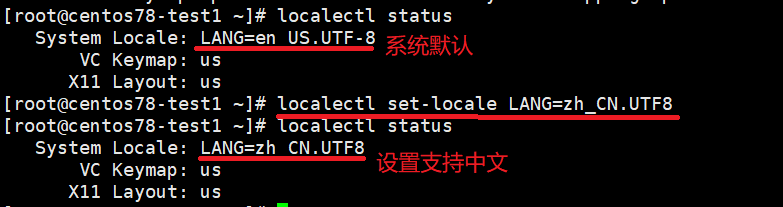 [root@centos78-test1 ~]# localectl status
System Locale: LANG=en_US.UTF-8 系统默认
VC Keymap: us
X11 Layout: us
[root@centos78-test1 ~]# localectl set-locale LANG=zh_CN.UTF8
[root@centos78-test1 ~]# localectl status
System Locale: LANG=zh_CN.UTF8 设置支持中文
VC Keymap: us
X11 Layout: us
[root@centos78-test1 ~]#